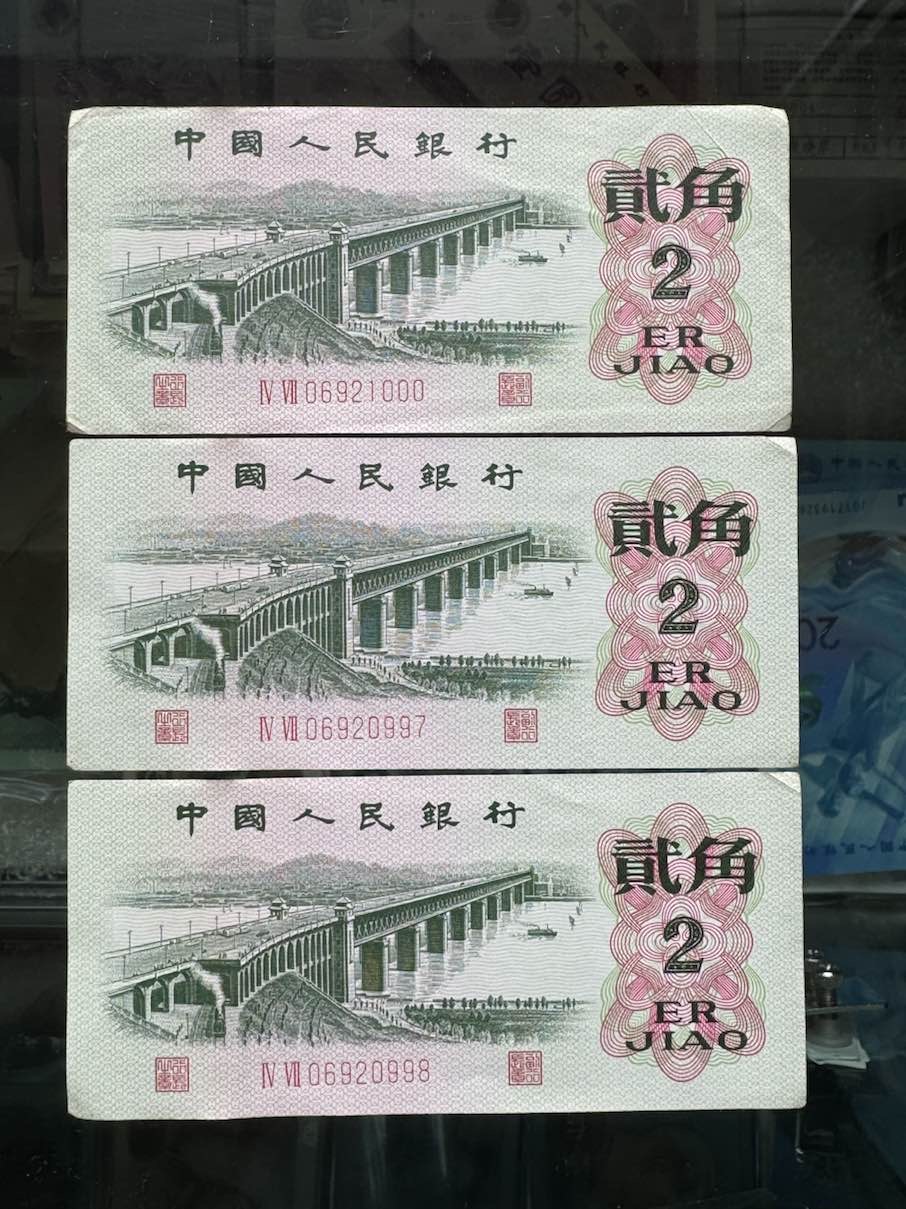 中國人民銀行
貳角
2
ER
JIAO
Ⅳ Ⅶ 06921000
中國人民銀行
貳角
2
ER
JIAO
Ⅳ Ⅶ 06920997
中國人民銀行
貳角
2
ER
JIAO
Ⅳ Ⅶ 06920998